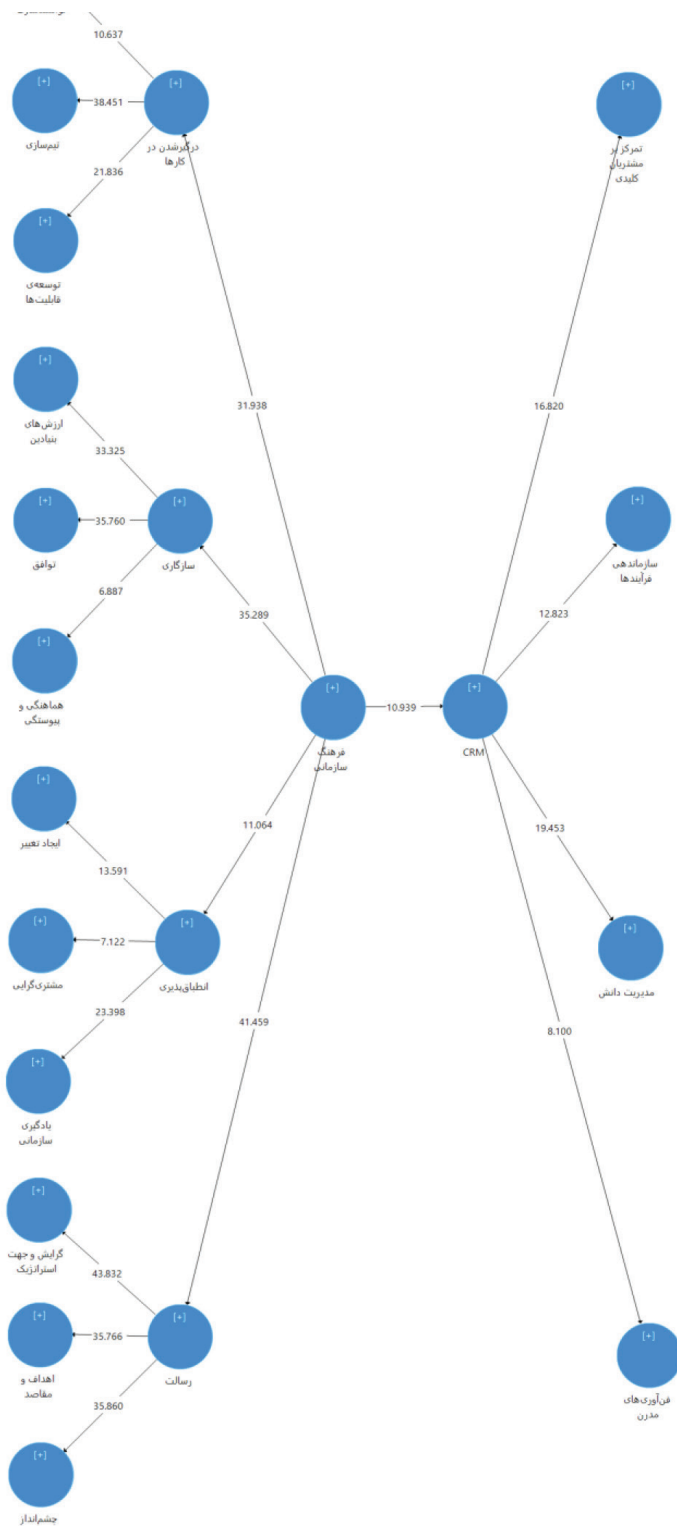 10.637
[+]
38.451
تیم‌سازی
[+]
درگیرشدن در
کارها
21.836
[+]
توسعه‌ی
قابلیت‌ها
[+]
تمرکز بر
مشتریان
کلیدی
31.938
16.820
[+]
ارزش‌های
بنیادین
33.325
[+]
توافق
35.760
[+]
سازگاری
6.887
[+]
هماهنگی و
پیوستگی
35.289
[+]
سازماندهی
فرآیندها
12.823
[+]
فرهنگ
سازمانی
10.939
[+]
CRM
11.064
19.453
[+]
ایجاد تغییر
13.591
[+]
مشتری‌گرایی
7.122
[+]
انطباق‌پذیری
23.398
[+]
یادگیری
سازمانی
41.459
[+]
مدیریت دانش
8.100
[+]
گرایش و جهت
استراتژیک
43.832
[+]
اهداف و
مقاصد
35.766
[+]
رسالت
35.860
[+]
چشم‌انداز
[+]
فن‌آوری‌های
مدرن